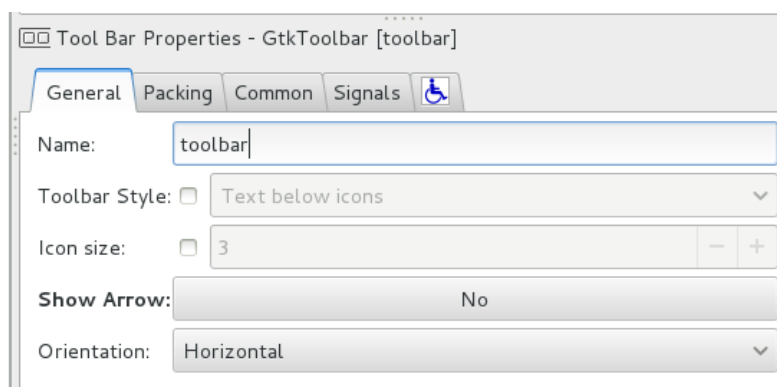 Tool Bar Properties - GtkToolbar [toolbar]
General Packing Common Signals
Name: toolbar
Toolbar Style: Text below icons
Icon size: 3
Show Arrow: No
Orientation: Horizontal